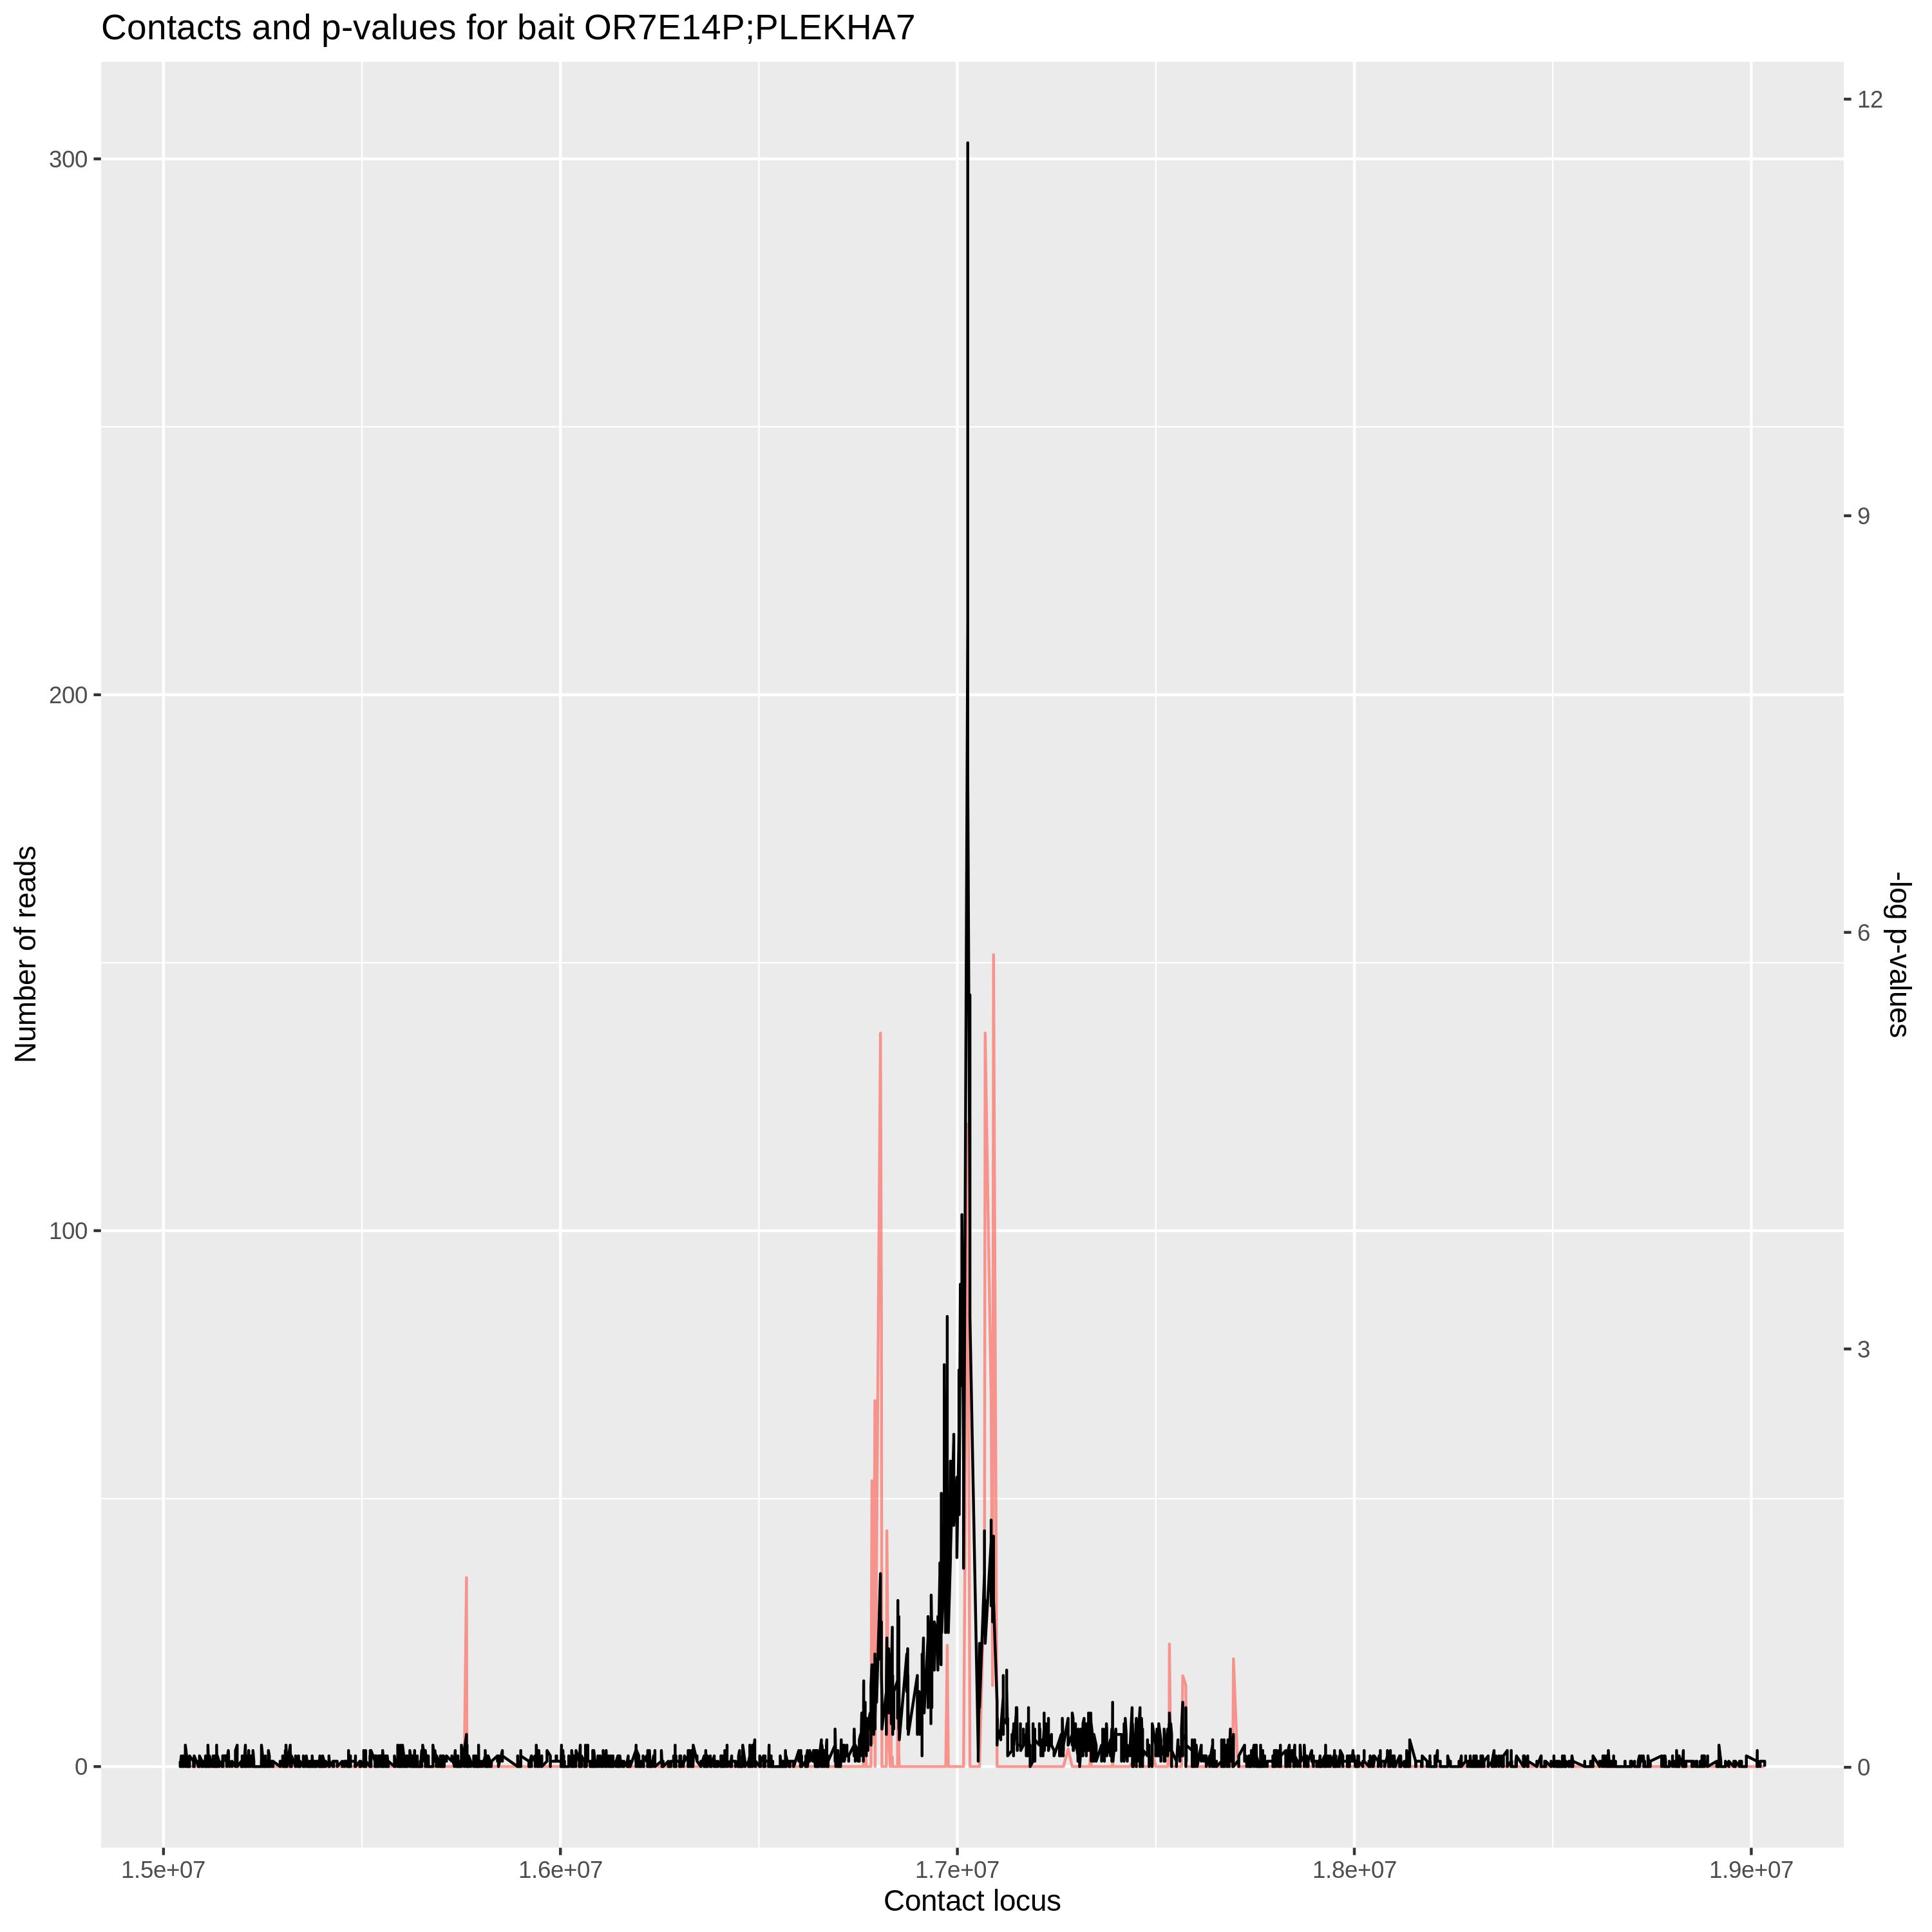 Contacts and p-values for bait OR7E14P;PLEKHA7
300
200
100
0
Number of reads
12
9
6
3
0
-log p-values
1.5e+07
1.6e+07
1.7e+07
1.8e+07
1.9e+07
Contact locus